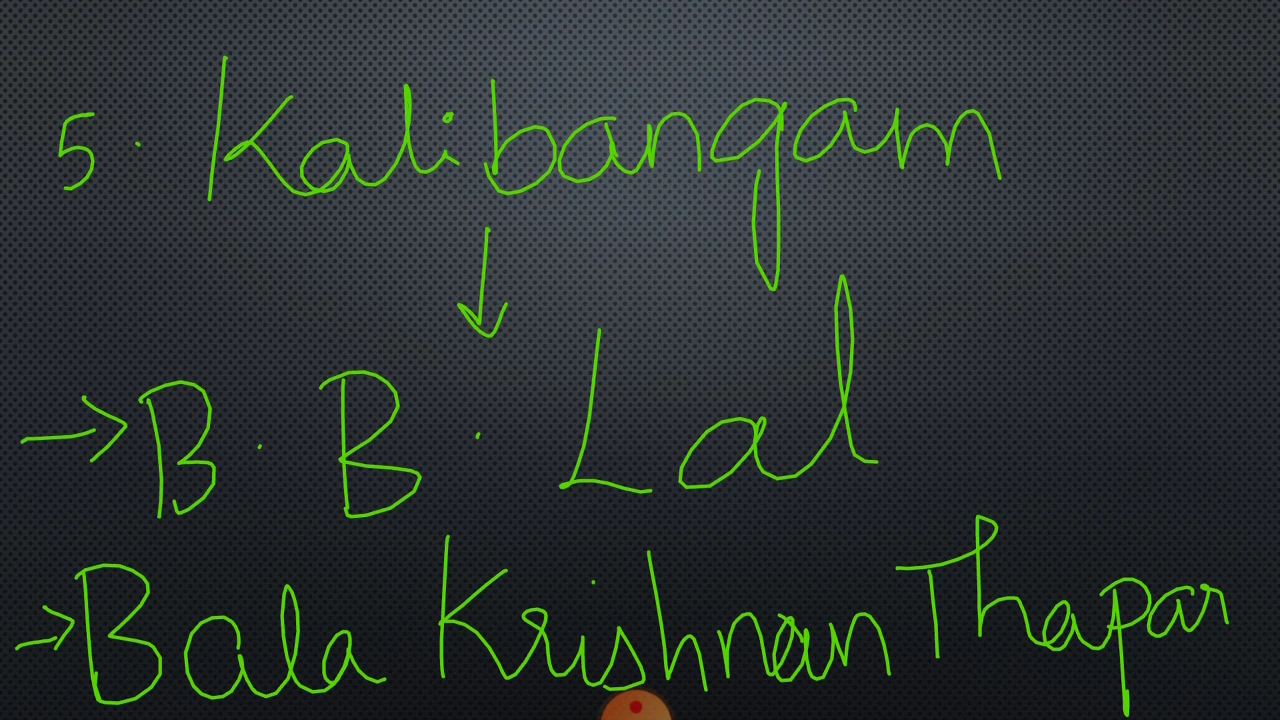 5. Kalibangam
→ B. B. Lal
→ Bala Krishnan Thapar